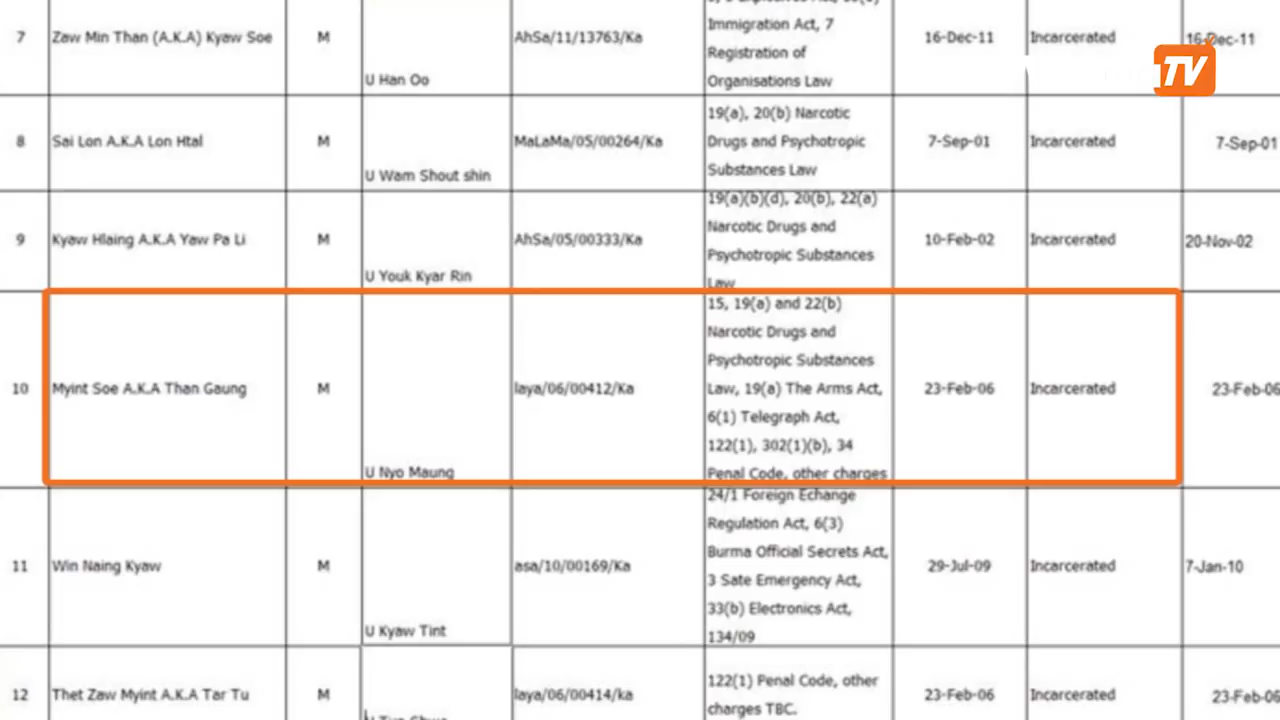 7 Zaw Min Than (A.K.A) Kyaw Soe M U Han Oo AhSa/11/13763/Ka
Immigration Act, 7
Registration of
Organisations Law
16-Dec-11 Incarcerated 16-Dec-11
TV
8 Sai Lon A.K.A Lon Htal M U Wam Shout shin MaLaMa/05/00264/Ka
19(a), 20(b) Narcotic
Drugs and Psychotropic
Substances Law
7-Sep-01 Incarcerated 7-Sep-01
9 Kyaw Hlaing A.K.A Yaw Pa Li M U Youk Kyar Rin AhSa/05/00333/Ka
19(a)(b)(d), 20(b), 22(a)
Narcotic Drugs and
Psychotropic Substances
Law
10-Feb-02 Incarcerated 20-Nov-02
10 Myint Soe A.K.A Than Gaung M U Nyo Maung laya/06/00412/Ka
15, 19(a) and 22(b)
Narcotic Drugs and
Psychotropic Substances
Law, 19(a) The Arms Act,
6(1) Telegraph Act,
122(1), 302(1)(b), 34
Penal Code, other charges
23-Feb-06 Incarcerated 23-Feb-06
11 Win Naing Kyaw M U Kyaw Tint asa/10/00169/Ka
24/1 Foreign Echange
Regulation Act, 6(3)
Burma Official Secrets Act,
3 Sate Emergency Act,
33(b) Electronics Act,
134/09
29-Jul-09 Incarcerated 7-Jan-10
12 Thet Zaw Myint A.K.A Tar Tu M laya/06/00414/ka
122(1) Penal Code, other
charges TBC.
23-Feb-06 Incarcerated 23-Feb-06